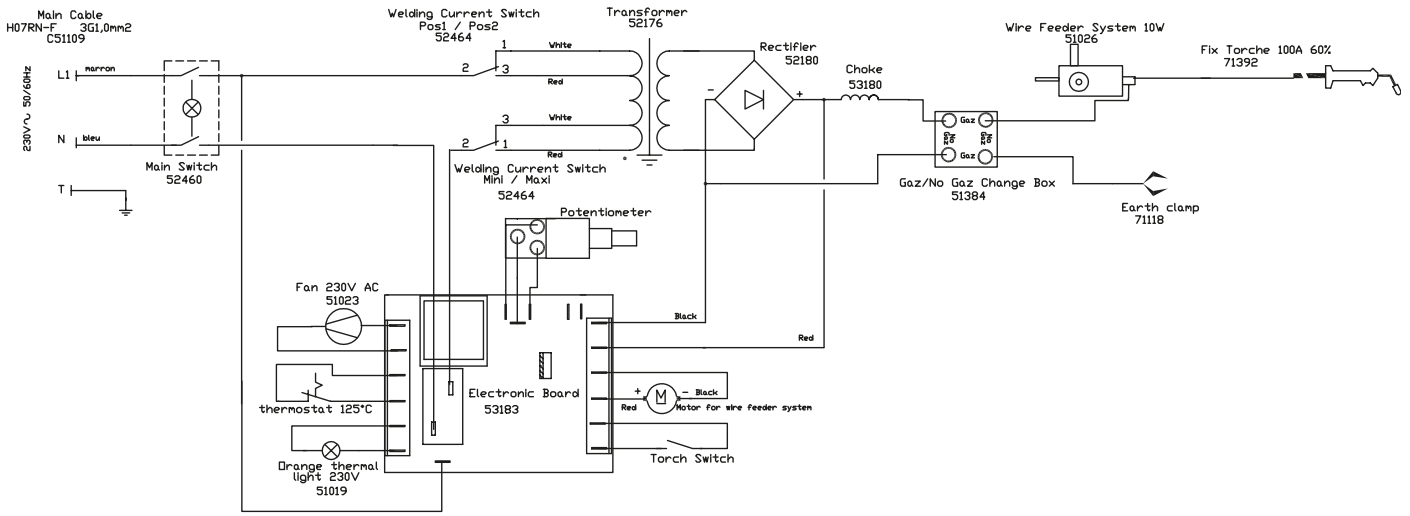 Main Cable
H07RN-F 3G1,0mm2
C51109
230V~ 50/60Hz
L1
marron
N
bleu
T
Main Switch
52460
Welding Current Switch
Pos1 / Pos2
52464
1
2
3
White
Red
3
2
1
White
Red
Welding Current Switch
Mini / Maxi
52464
Transformer
52176
Rectifier
52180
-
+
Choke
53180
Wire Feeder System 10W
51026
Fix Torche 100A 60%
71392
Gaz
No Gaz
No Gaz
Gaz
Gaz/No Gaz Change Box
51384
Earth clamp
71118
Potentiometer
Fan 230V AC
51023
thermostat 125°C
Orange thermal
light 230V
51019
Electronic Board
53183
Black
Red
+
M
- Black
Red
Motor for wire feeder system
Torch Switch